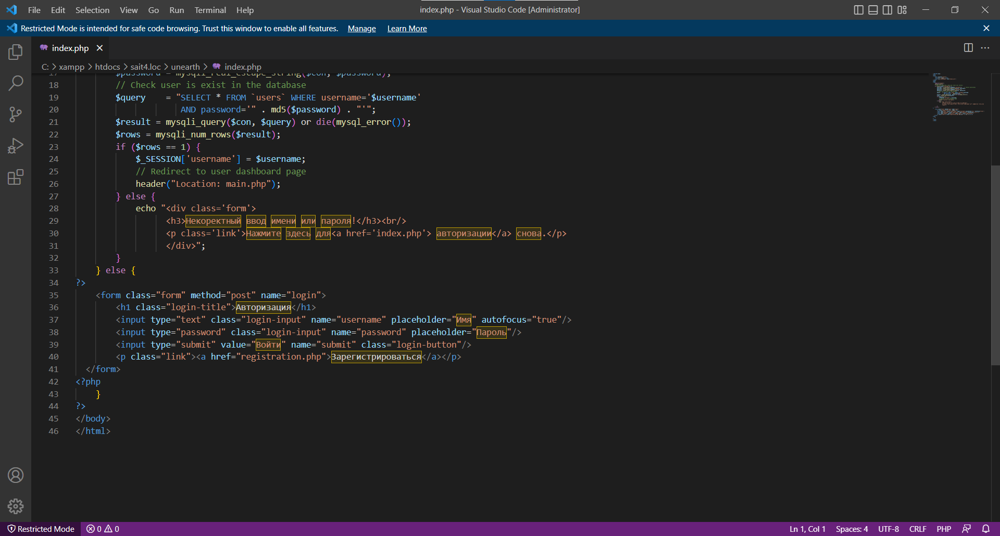 File Edit Selection View Go Run Terminal Help
index.php - Visual Studio Code [Administrator]
Restricted Mode is intended for safe code browsing. Trust this window to enable all features. Manage Learn More
index.php
C: > xampp > htdocs > sait4.loc > unearth > index.php
17 $password = mysqli_real_escape_string($con, $password);
18 // Check user is exist in the database
19 $query    = "SELECT * FROM `users` WHERE username='$username'
20 AND password='" . md5($password) . "'";
21 $result = mysqli_query($con, $query) or die(mysql_error());
22 $rows = mysqli_num_rows($result);
23 if ($rows == 1) {
24 $_SESSION['username'] = $username;
25 // Redirect to user dashboard page
26 header("Location: main.php");
27 } else {
28 echo "<div class='form'>
29 <h3>Некоректный ввод имени или пароля!</h3><br/>
30 <p class='link'>Нажмите здесь для<a href='index.php'> авторизации</a> снова.</p>
31 </div>";
32 }
33 } else {
34 ?>
35 <form class="form" method="post" name="login">
36 <h1 class="login-title">Авторизация</h1>
37 <input type="text" class="login-input" name="username" placeholder="Имя" autofocus="true"/>
38 <input type="password" class="login-input" name="password" placeholder="Пароль"/>
39 <input type="submit" value="Войти" name="submit" class="login-button"/>
40 <p class="link"><a href="registration.php">Зарегистрироваться</a></p>
41 </form>
42 <?php
43 }
44 ?>
45 </body>
46 </html>
Restricted Mode 0 0 Ln 1, Col 1 Spaces: 4 UTF-8 CRLF PHP